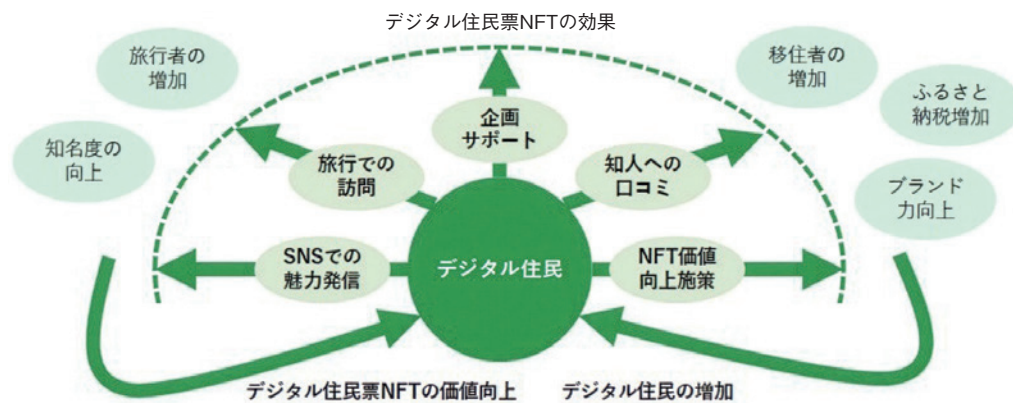 デジタル住民票NFTの効果
旅行者の
増加
移住者の
増加
ふるさと
納税増加
知名度の
向上
ブランド
力向上
企画
サポート
旅行での
訪問
知人への
口コミ
SNSでの
魅力発信
デジタル住民
NFT価値
向上施策
デジタル住民票NFTの価値向上
デジタル住民の増加